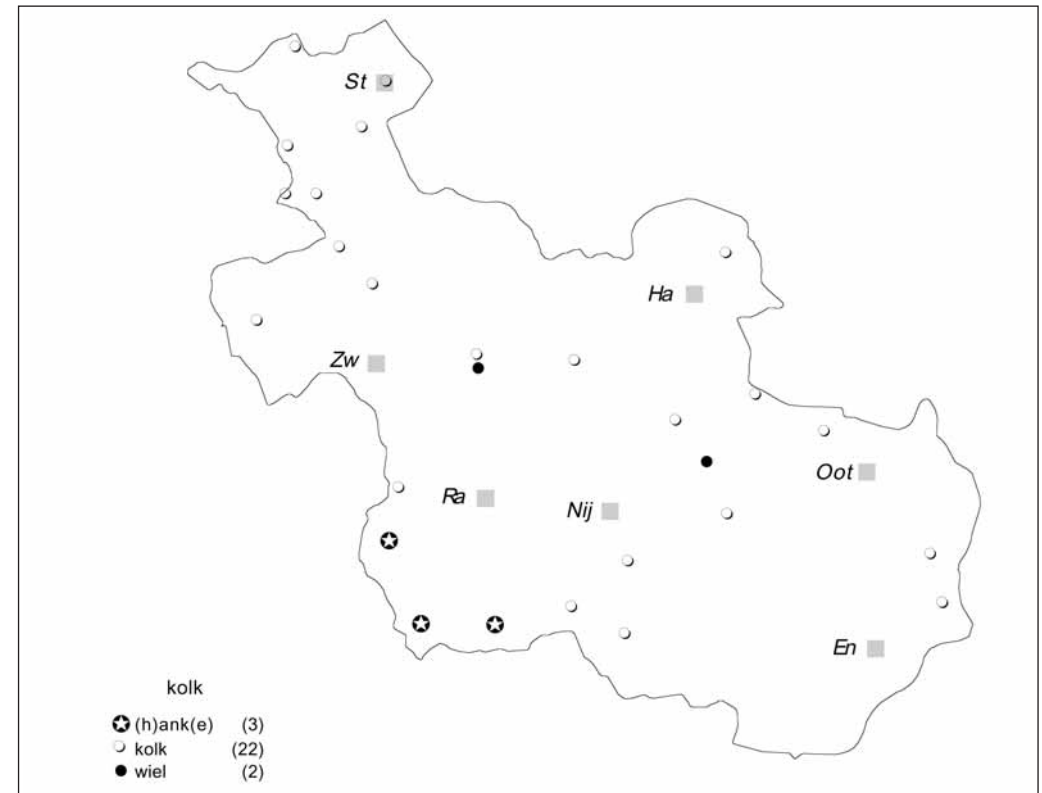 St
Ha
Zw
Oot
Ra
Nij
En
kolk
(h)ank(e) (3)
kolk (22)
wiel (2)